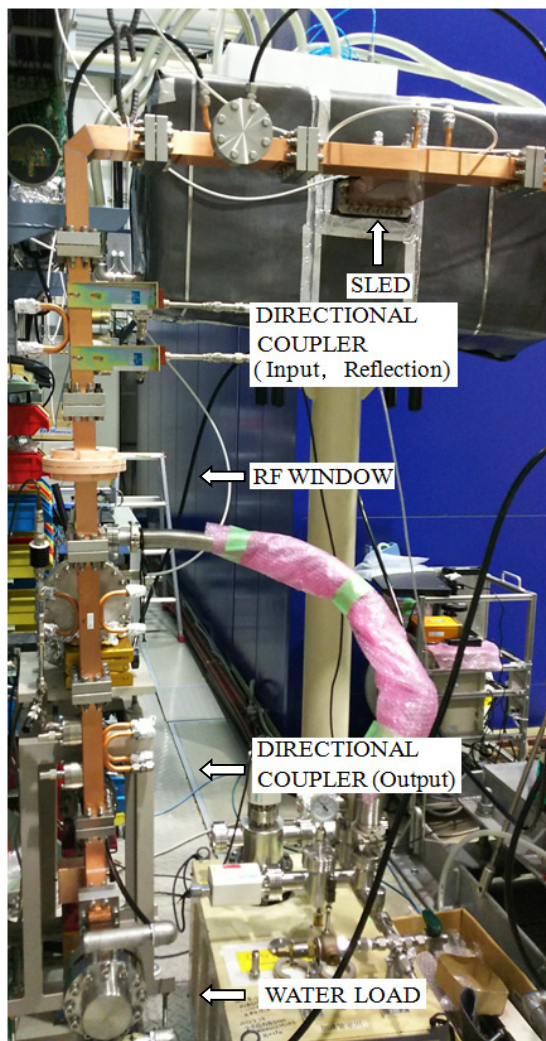 SLED
DIRECTIONAL
COUPLER
(Input, Reflection)
RF WINDOW
DIRECTIONAL
COUPLER (Output)
WATER LOAD